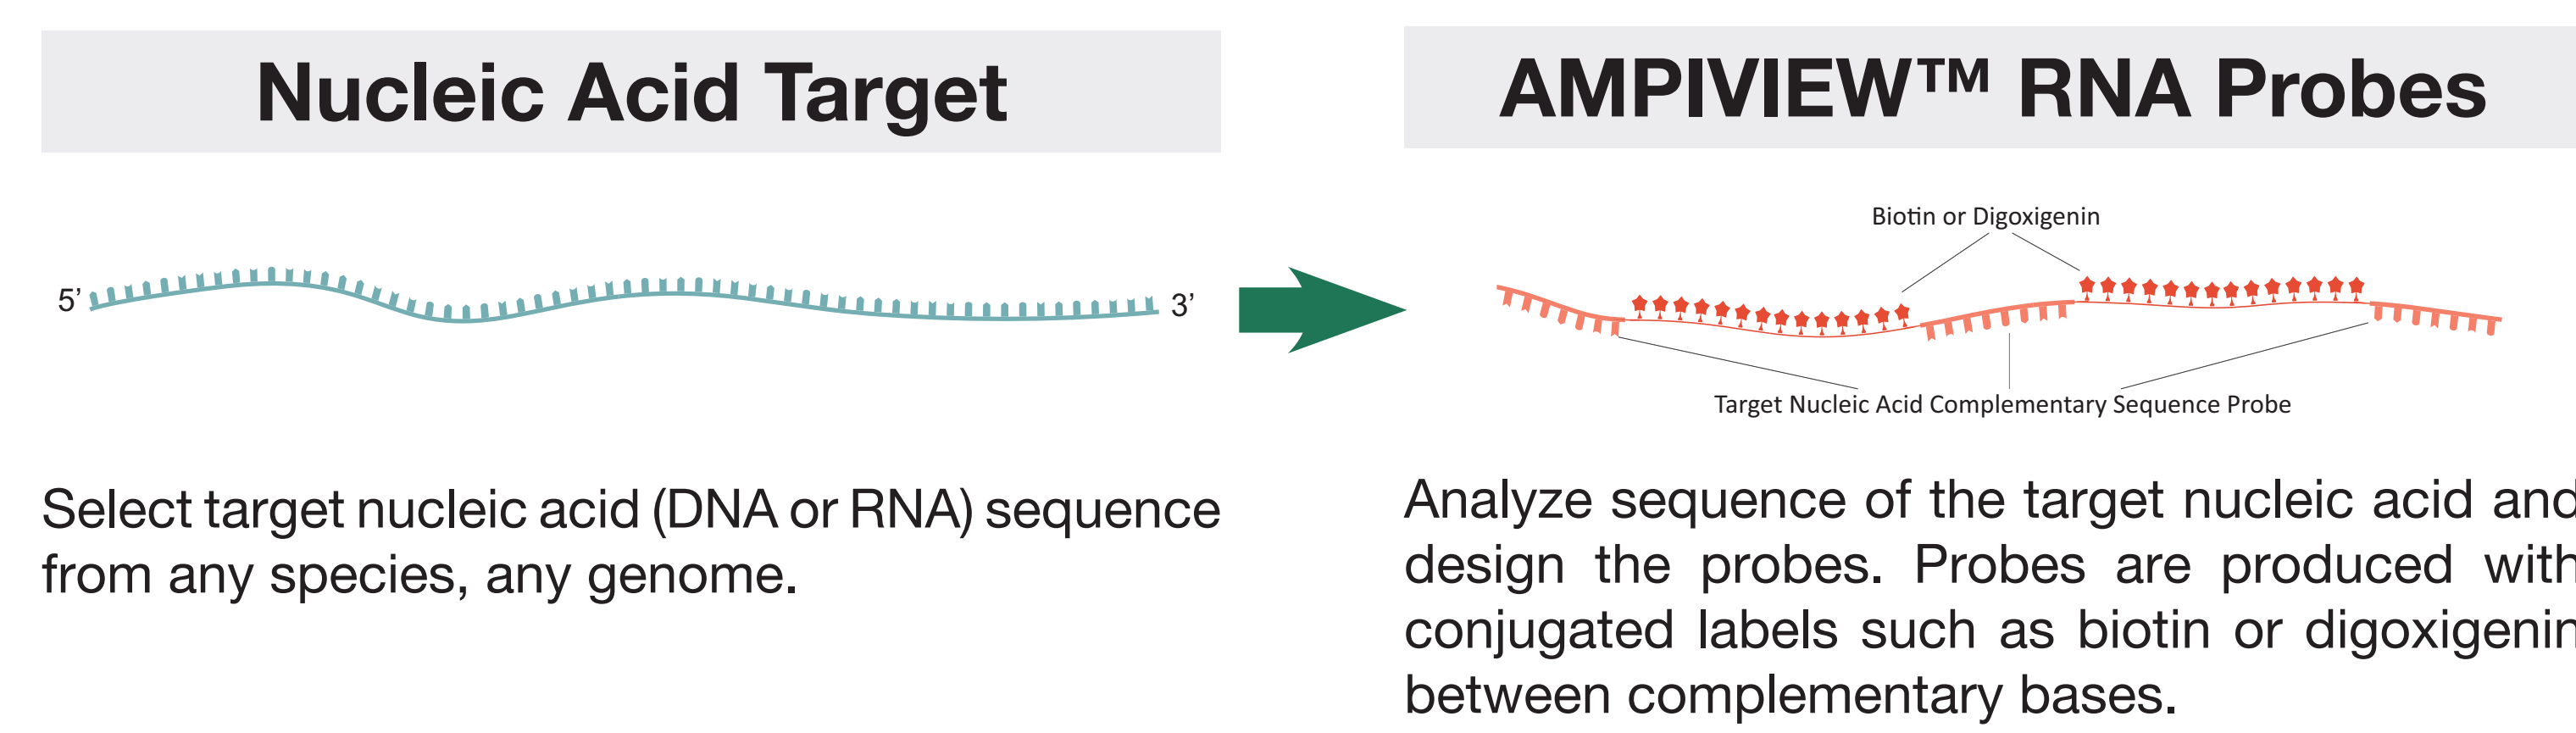 Nucleic Acid Target
5’
3’
Select target nucleic acid (DNA or RNA) sequence
from any species, any genome.
AMPIVIEW™ RNA Probes
Biotin or Digoxigenin
Target Nucleic Acid Complementary Sequence Probe
Analyze sequence of the target nucleic acid and
design the probes. Probes are produced with
conjugated labels such as biotin or digoxigenin
between complementary bases.